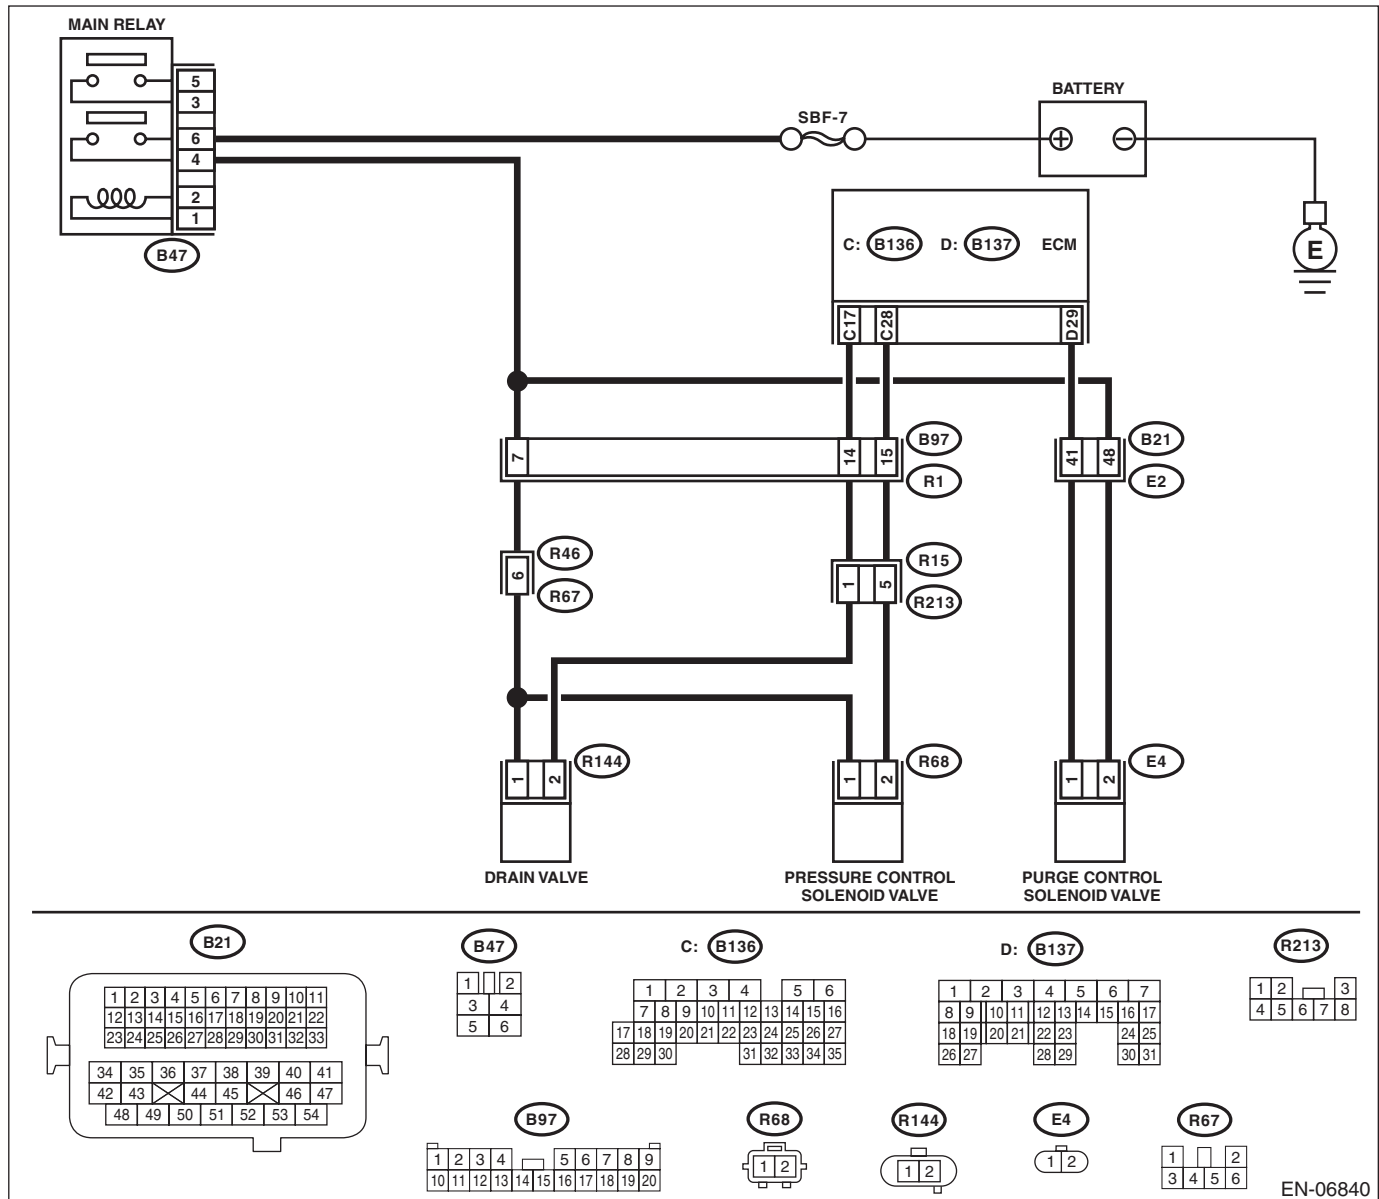 MAIN RELAY
5
3
6
4
2
1
B47
SBF-7
BATTERY
+ −
E
C: B136 D: B137 ECM
C17 C28 D29
7 14 15
B97
R1
41 48
B21
E2
6
R46
R67
1 5
R15
R213
1 2
R144
1 2
R68
1 2
E4
DRAIN VALVE
PRESSURE CONTROL
SOLENOID VALVE
PURGE CONTROL
SOLENOID VALVE
B21
1 2 3 4 5 6 7 8 9 10 11
12 13 14 15 16 17 18 19 20 21 22
23 24 25 26 27 28 29 30 31 32 33
34 35 36 37 38 39 40 41
42 43 44 45 46 47
48 49 50 51 52 53 54
B47
1 2
3 4
5 6
C: B136
1 2 3 4 5 6
7 8 9 10 11 12 13 14 15 16
17 18 19 20 21 22 23 24 25 26 27
28 29 30 31 32 33 34 35
D: B137
1 2 3 4 5 6 7
8 9 10 11 12 13 14 15 16 17
18 19 20 21 22 23 24 25
26 27 28 29 30 31
R213
1 2 3
4 5 6 7 8
B97
1 2 3 4 5 6 7 8 9
10 11 12 13 14 15 16 17 18 19 20
R68
1 2
R144
1 2
E4
1 2
R67
1 2
3 4 5 6
EN-06840